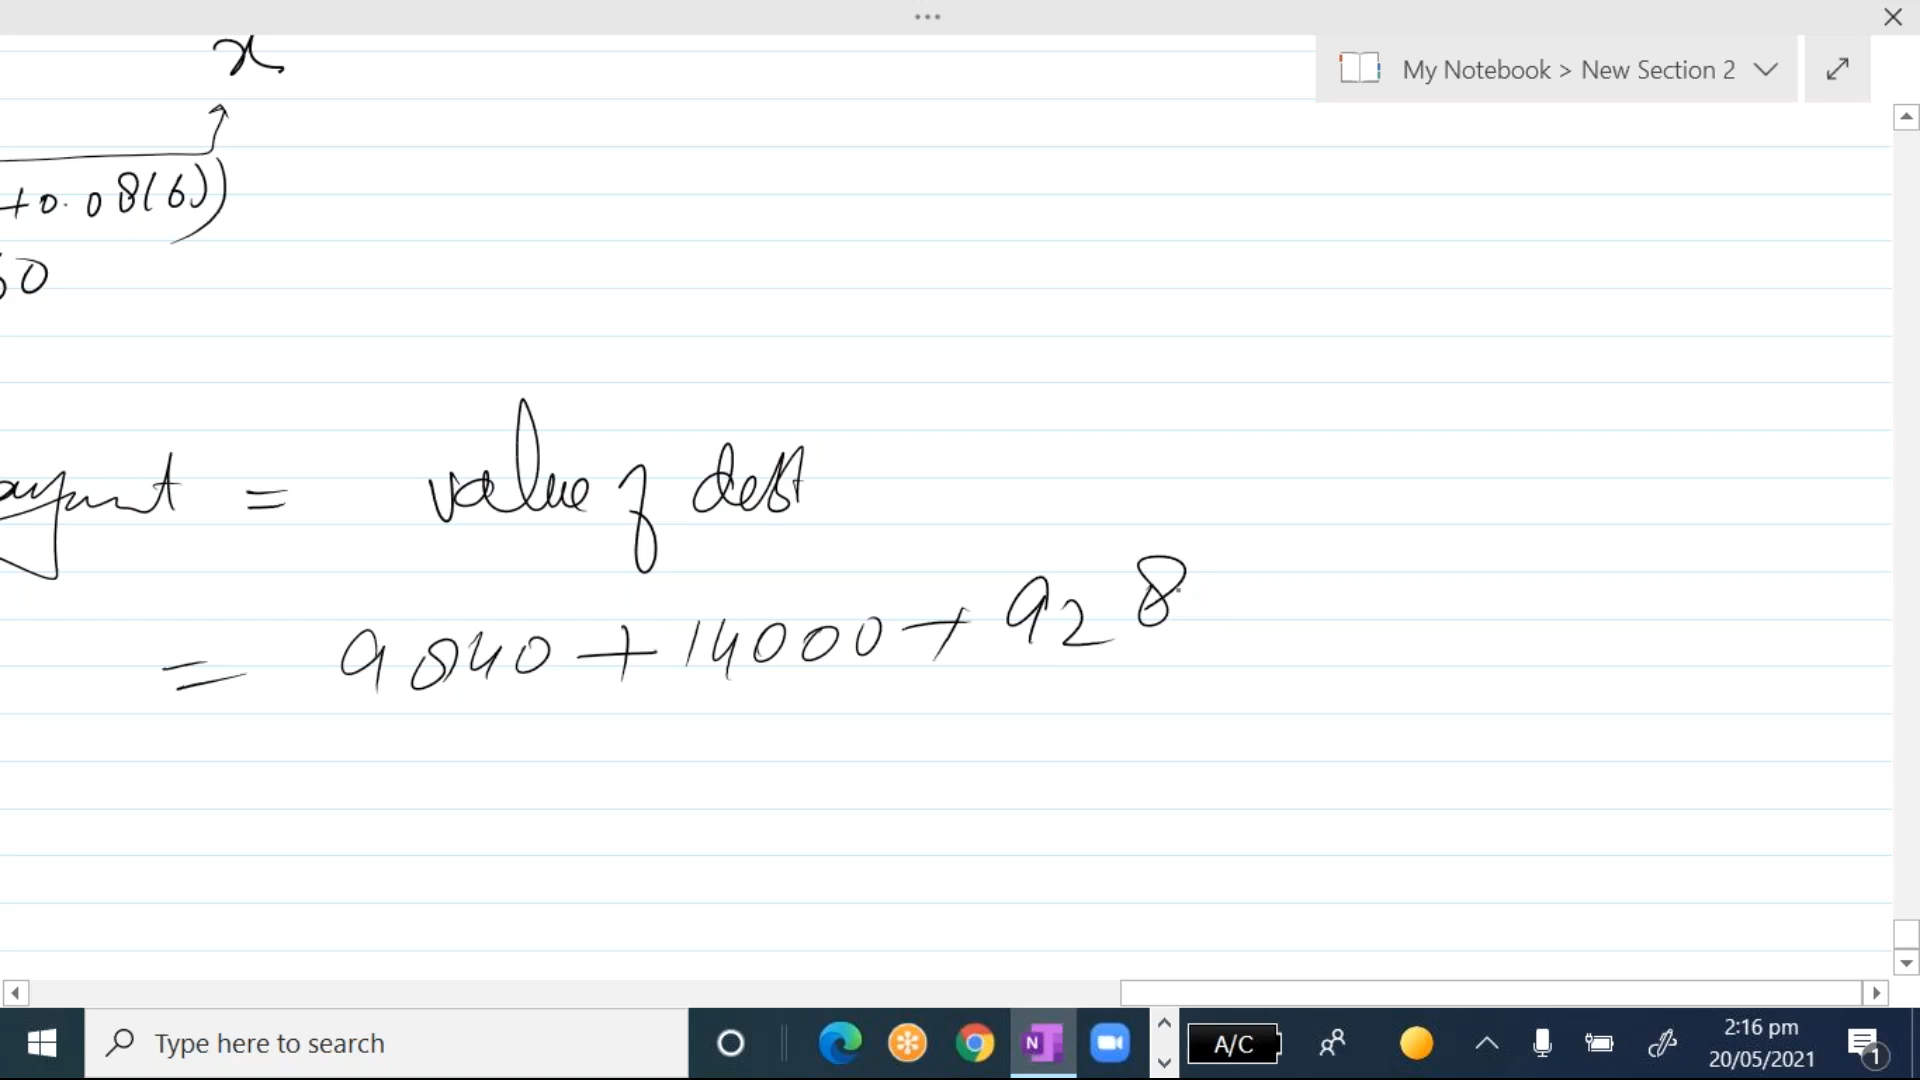 x
My Notebook > New Section 2
+0.08(6))
50
ayment = value of debt
= 9840 + 14000 + 928
Type here to search
A/C
N
2:16 pm
20/05/2021
1